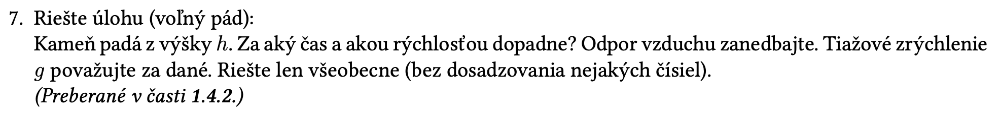 7. Riešte úlohu (voľný pád):
Kameň padá z výšky h. Za aký čas a akou rýchlosťou dopadne? Odpor vzduchu zanedbajte. Tiažové zrýchlenie
g považujte za dané. Riešte len všeobecne (bez dosadzovania nejakých čísiel).
(Preberané v časti 1.4.2.)